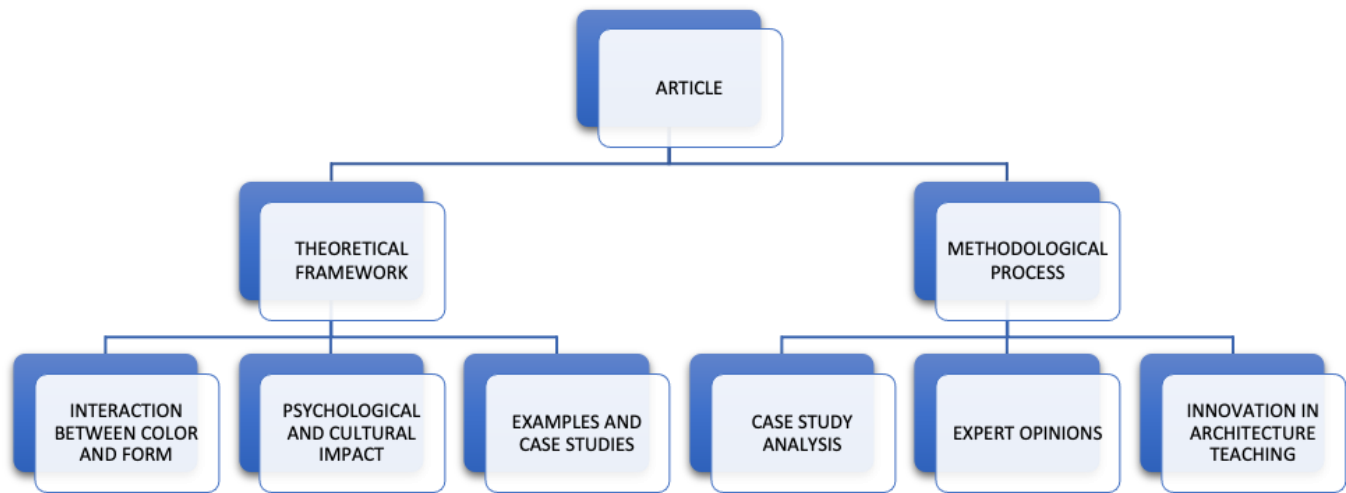 ARTICLE
THEORETICAL
FRAMEWORK
METHODOLOGICAL
PROCESS
INTERACTION
BETWEEN COLOR
AND FORM
PSYCHOLOGICAL
AND CULTURAL
IMPACT
EXAMPLES AND
CASE STUDIES
CASE STUDY
ANALYSIS
EXPERT OPINIONS
INNOVATION IN
ARCHITECTURE
TEACHING